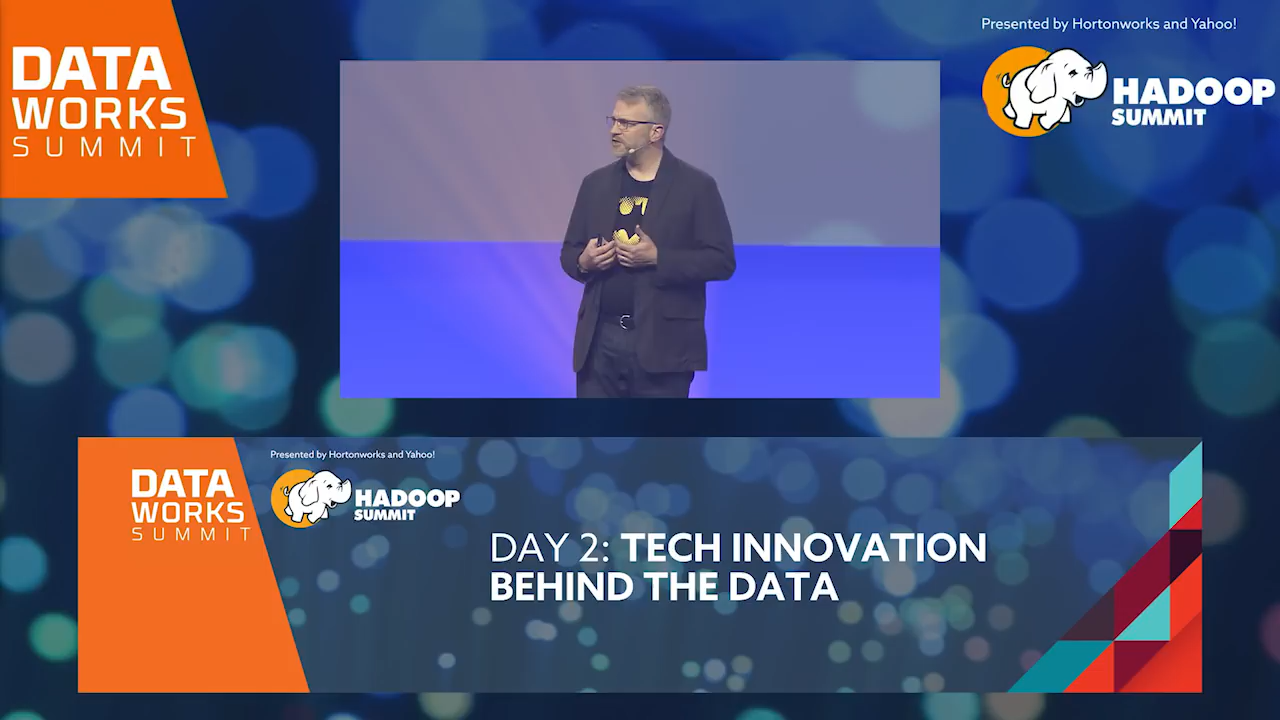 DATA
WORKS
SUMMIT
Presented by Hortonworks and Yahoo!
HADOOP
SUMMIT
DATA
WORKS
SUMMIT
Presented by Hortonworks and Yahoo!
HADOOP
SUMMIT
DAY 2: TECH INNOVATION
BEHIND THE DATA